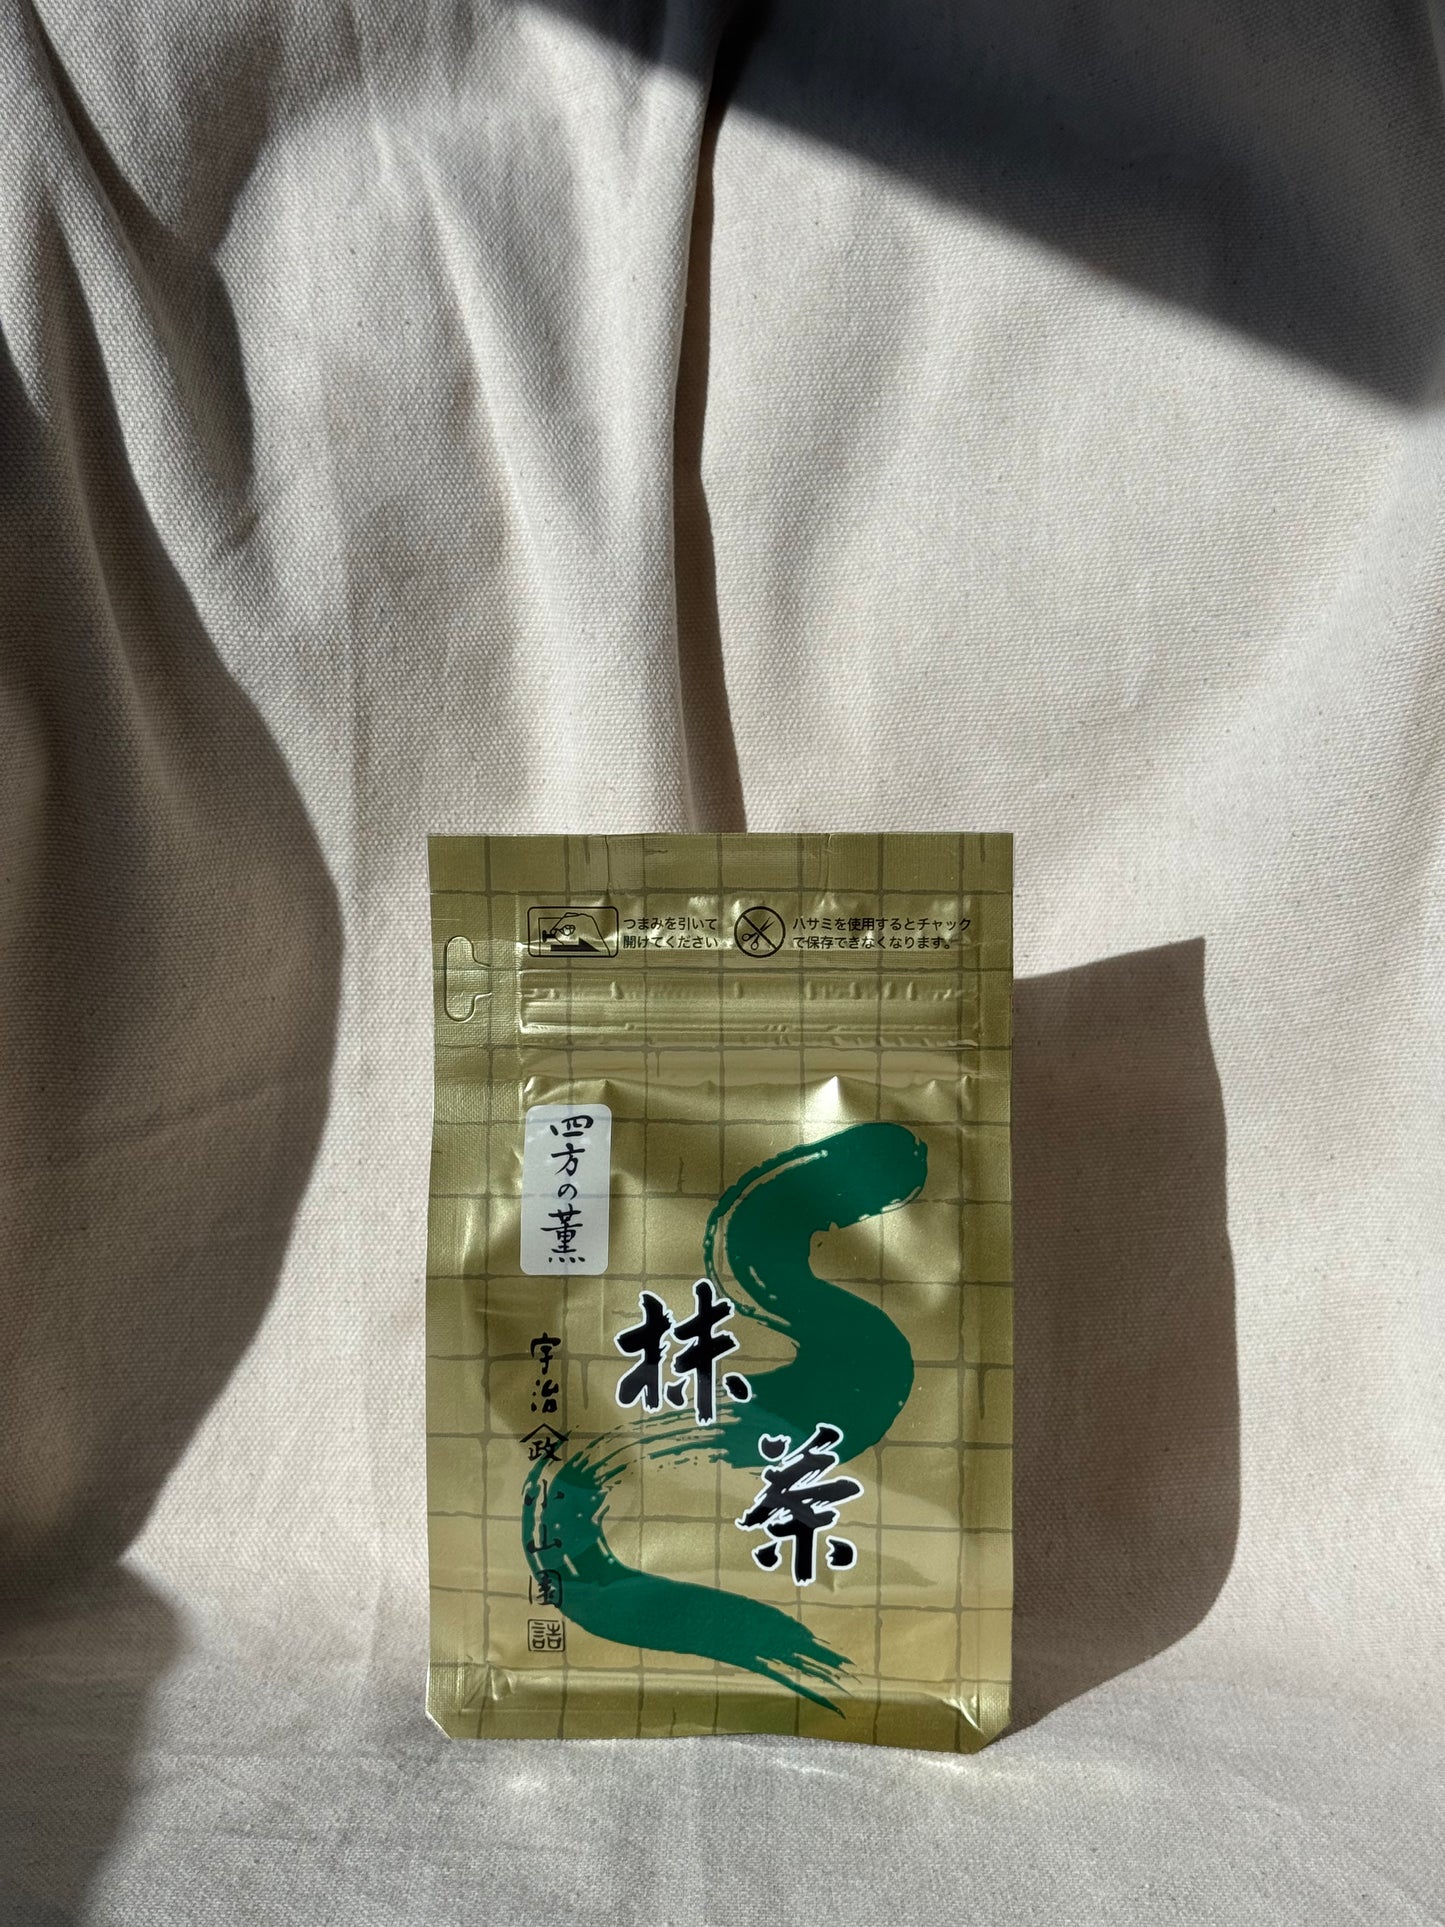 つまみを引いて
開けてください
ハサミを使用するとチャック
で保存できなくなります。
四方の薫
抹茶
宇治 政 小山園 詰